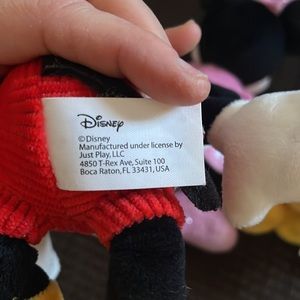 Disney
©Disney
Manufactured under license by
Just Play, LLC
4850 T-Rex Ave, Suite 100
Boca Raton, FL 33431, USA